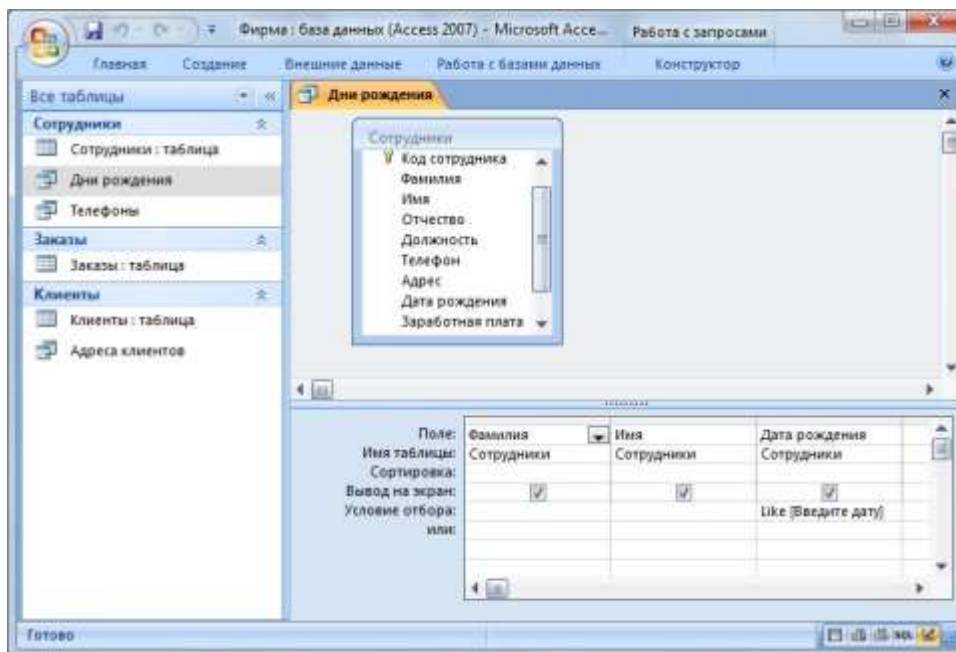 Фирма : база данных (Access 2007) - Microsoft Acce...
Работа с запросами
Главная Создание Внешние данные Работа с базами данных Конструктор
Все таблицы
Дни рождения
Сотрудники
Сотрудники : таблица
Дни рождения
Телефоны
Заказы
Заказы : таблица
Клиенты
Клиенты : таблица
Адреса клиентов
Сотрудники
Код сотрудника
Фамилия
Имя
Отчество
Должность
Телефон
Адрес
Дата рождения
Заработная плата
Поле: Фамилия Имя Дата рождения
Имя таблицы: Сотрудники Сотрудники Сотрудники
Сортировка:
Вывод на экран:
Условие отбора: Like [Введите дату]
или:
Готово
SQL